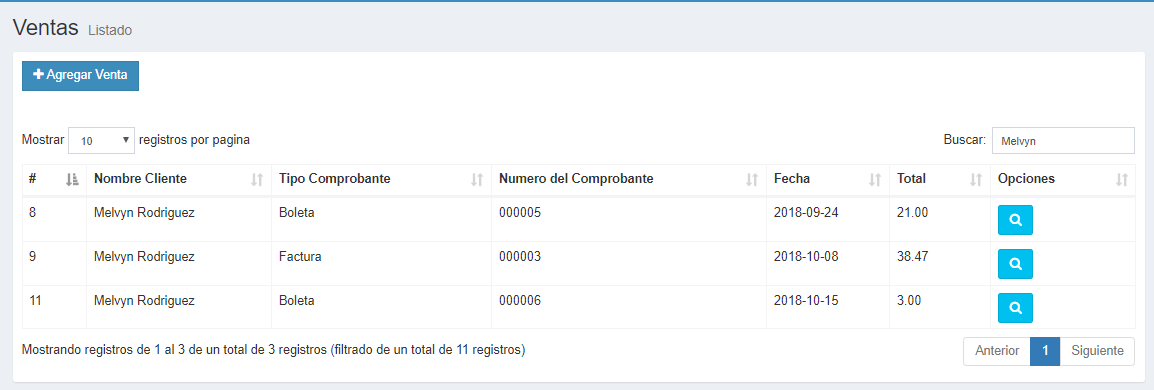 Ventas Listado
Agregar Venta
Mostrar 10 registros por pagina Buscar: Melvyn
# Nombre Cliente Tipo Comprobante Numero del Comprobante Fecha Total Opciones
8 Melvyn Rodriguez Boleta 000005 2018-09-24 21.00
9 Melvyn Rodriguez Factura 000003 2018-10-08 38.47
11 Melvyn Rodriguez Boleta 000006 2018-10-15 3.00
Mostrando registros de 1 al 3 de un total de 3 registros (filtrado de un total de 11 registros) Anterior 1 Siguiente